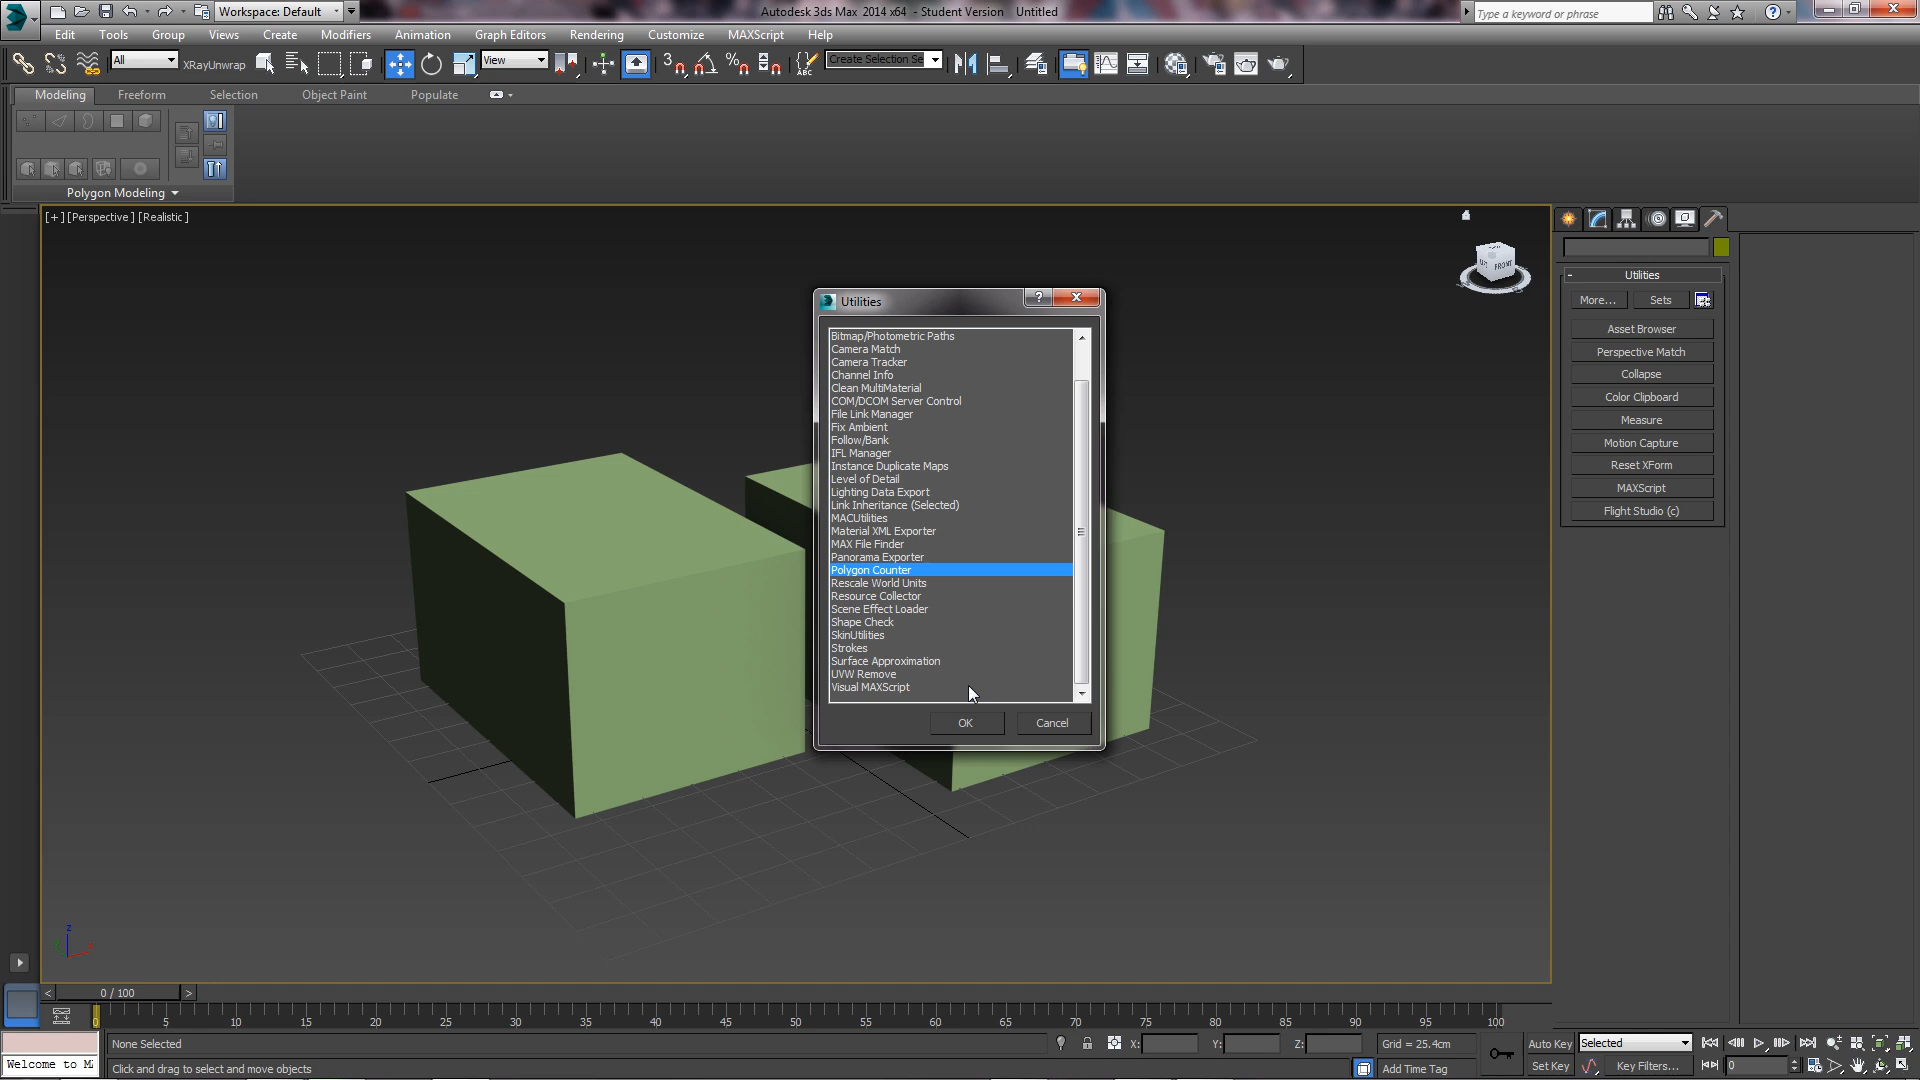 Workspace: Default
Autodesk 3ds Max 2014 x64 - Student Version Untitled
Type a keyword or phrase
Edit Tools Group Views Create Modifiers Animation Graph Editors Rendering Customize MAXScript Help
All
XRayUnwrap
View
3
ABC
Create Selection Se
Modeling Freeform Selection Object Paint Populate
Polygon Modeling
[+] [Perspective] [Realistic]
FRONT
Utilities
Bitmap/Photometric Paths
Camera Match
Camera Tracker
Channel Info
Clean MultiMaterial
COM/DCOM Server Control
File Link Manager
Fix Ambient
Follow/Bank
IFL Manager
Instance Duplicate Maps
Level of Detail
Lighting Data Export
Link Inheritance (Selected)
MACUtilities
Material XML Exporter
MAX File Finder
Panorama Exporter
Polygon Counter
Rescale World Units
Resource Collector
Scene Effect Loader
Shape Check
SkinUtilities
Strokes
Surface Approximation
UVW Remove
Visual MAXScript
OK Cancel
- Utilities
More... Sets
Asset Browser
Perspective Match
Collapse
Color Clipboard
Measure
Motion Capture
Reset XForm
MAXScript
Flight Studio (c)
z
< 0 / 100 >
0 5 10 15 20 25 30 35 40 45 50 55 60 65 70 75 80 85 90 95 100
None Selected
X: Y: Z: Grid = 25.4cm
Auto Key Selected
Welcome to M
Click and drag to select and move objects
Add Time Tag
Set Key Key Filters... 0